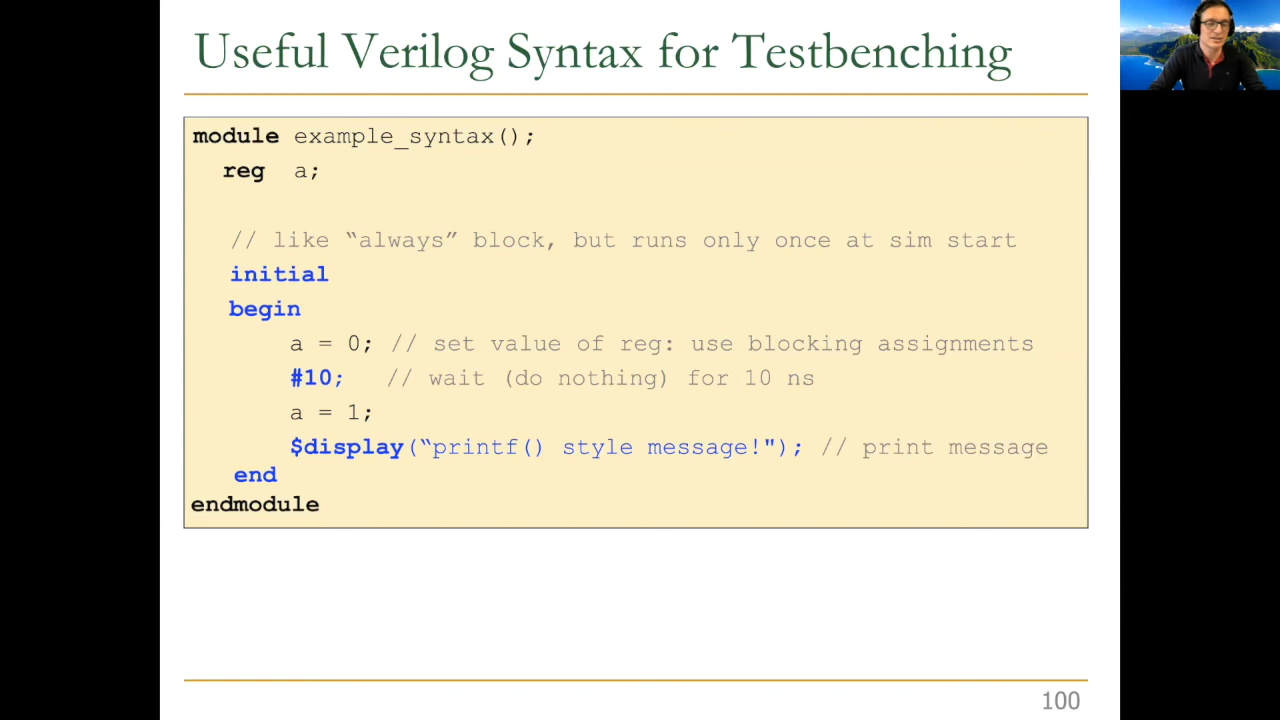 Useful Verilog Syntax for Testbenching
module example_syntax();
reg a;
// like “always” block, but runs only once at sim start
initial
begin
a = 0; // set value of reg: use blocking assignments
#10; // wait (do nothing) for 10 ns
a = 1;
$display(“printf() style message!"); // print message
end
endmodule
100